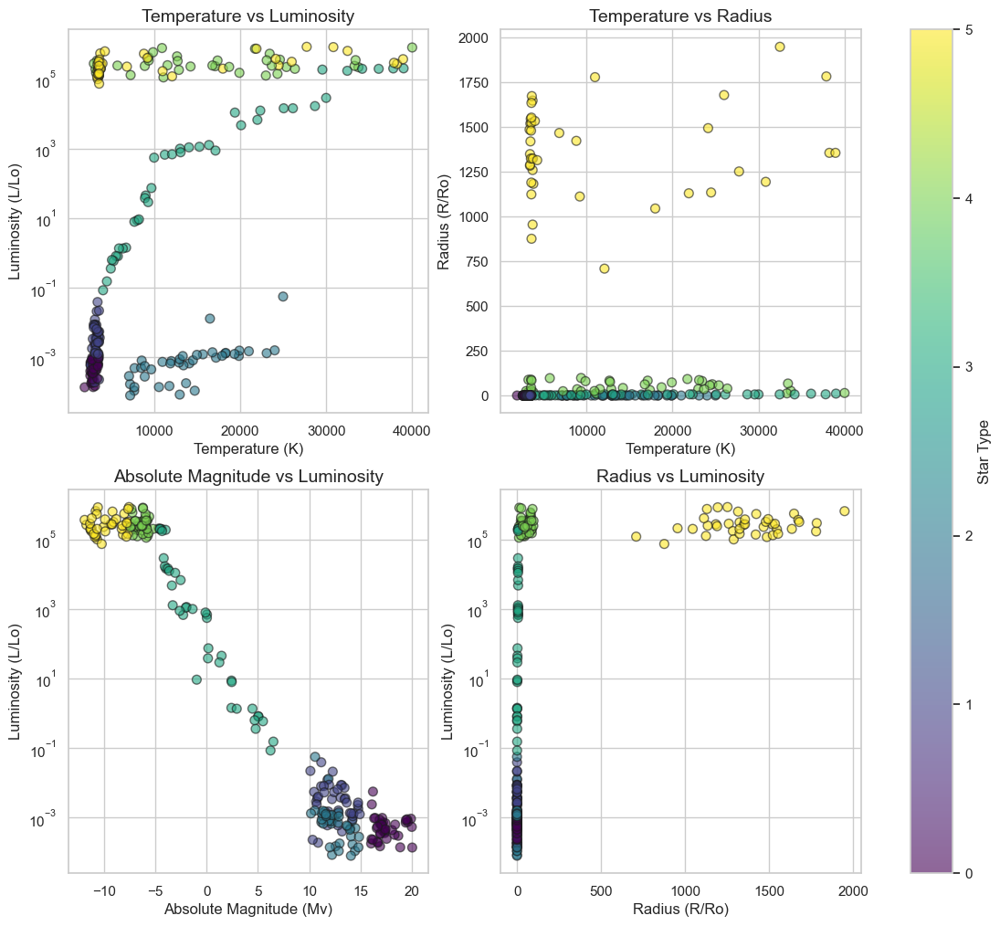 Temperature vs Luminosity
Luminosity (L/Lo)
10^5
10^3
10^1
10^−1
10^−3
10000 20000 30000 40000
Temperature (K)
Temperature vs Radius
Radius (R/Ro)
2000
1750
1500
1250
1000
750
500
250
0
10000 20000 30000 40000
Temperature (K)
Absolute Magnitude vs Luminosity
Luminosity (L/Lo)
10^5
10^3
10^1
10^−1
10^−3
−10 −5 0 5 10 15 20
Absolute Magnitude (Mv)
Radius vs Luminosity
Luminosity (L/Lo)
10^5
10^3
10^1
10^−1
10^−3
0 500 1000 1500 2000
Radius (R/Ro)
5
4
3
2
1
0
Star Type